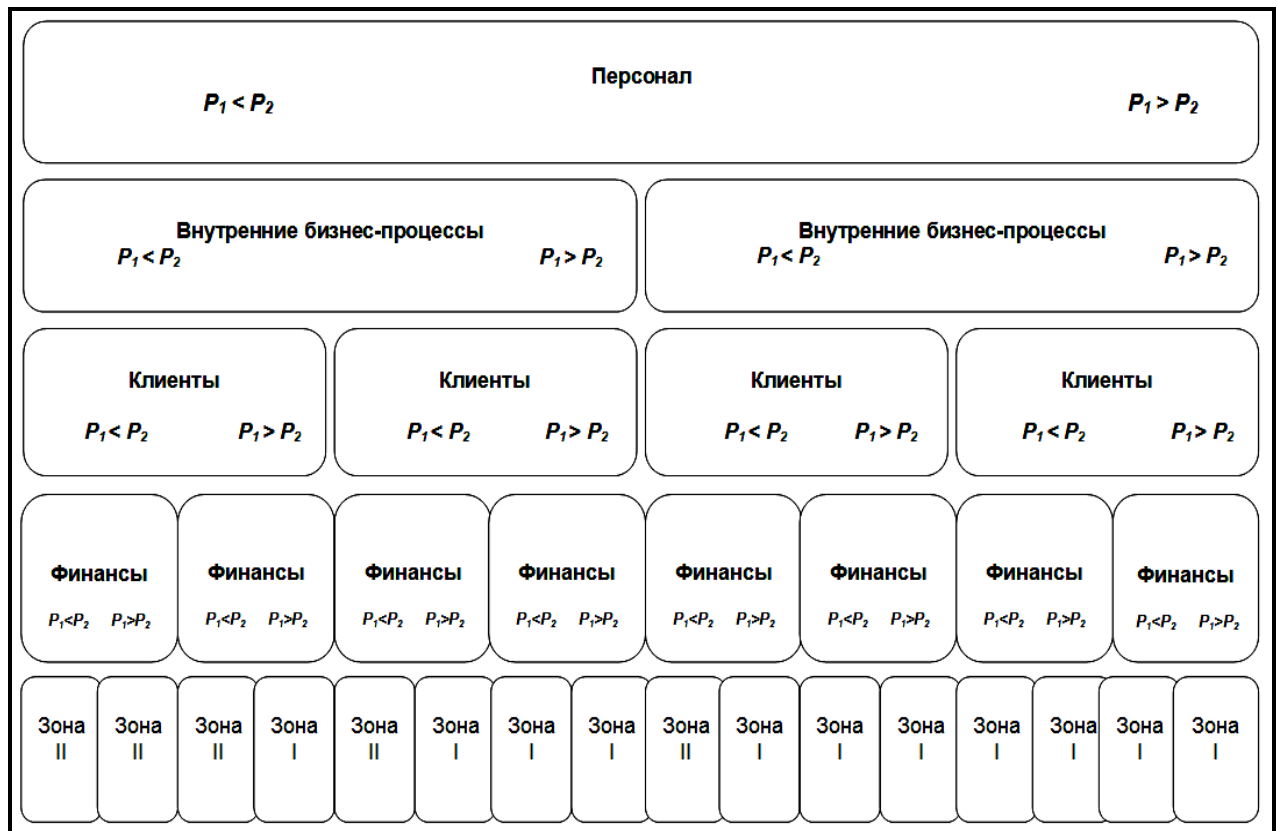 Персонал
P₁ < P₂ P₁ > P₂
Внутренние бизнес-процессы Внутренние бизнес-процессы
P₁ < P₂ P₁ > P₂ P₁ < P₂ P₁ > P₂
Клиенты Клиенты Клиенты Клиенты
P₁ < P₂ P₁ > P₂ P₁ < P₂ P₁ > P₂ P₁ < P₂ P₁ > P₂ P₁ < P₂ P₁ > P₂
Финансы Финансы Финансы Финансы Финансы Финансы Финансы Финансы
P₁<P₂ P₁>P₂ P₁<P₂ P₁>P₂ P₁<P₂ P₁>P₂ P₁<P₂ P₁>P₂ P₁<P₂ P₁>P₂ P₁<P₂ P₁>P₂ P₁<P₂ P₁>P₂ P₁<P₂ P₁>P₂
Зона Зона Зона Зона Зона Зона Зона Зона Зона Зона Зона Зона Зона Зона Зона Зона
II II II I II I I I II I I I I I I I